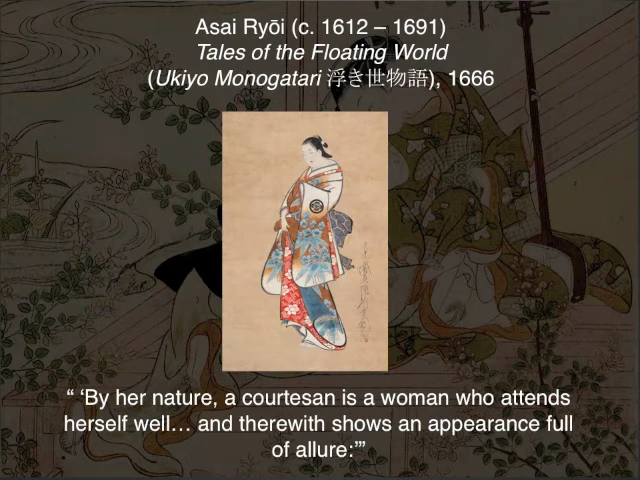 Asai Ryōi (c. 1612 – 1691)
Tales of the Floating World
(Ukiyo Monogatari 浮き世物語), 1666
“ ‘By her nature, a courtesan is a woman who attends
herself well… and therewith shows an appearance full
of allure:’”